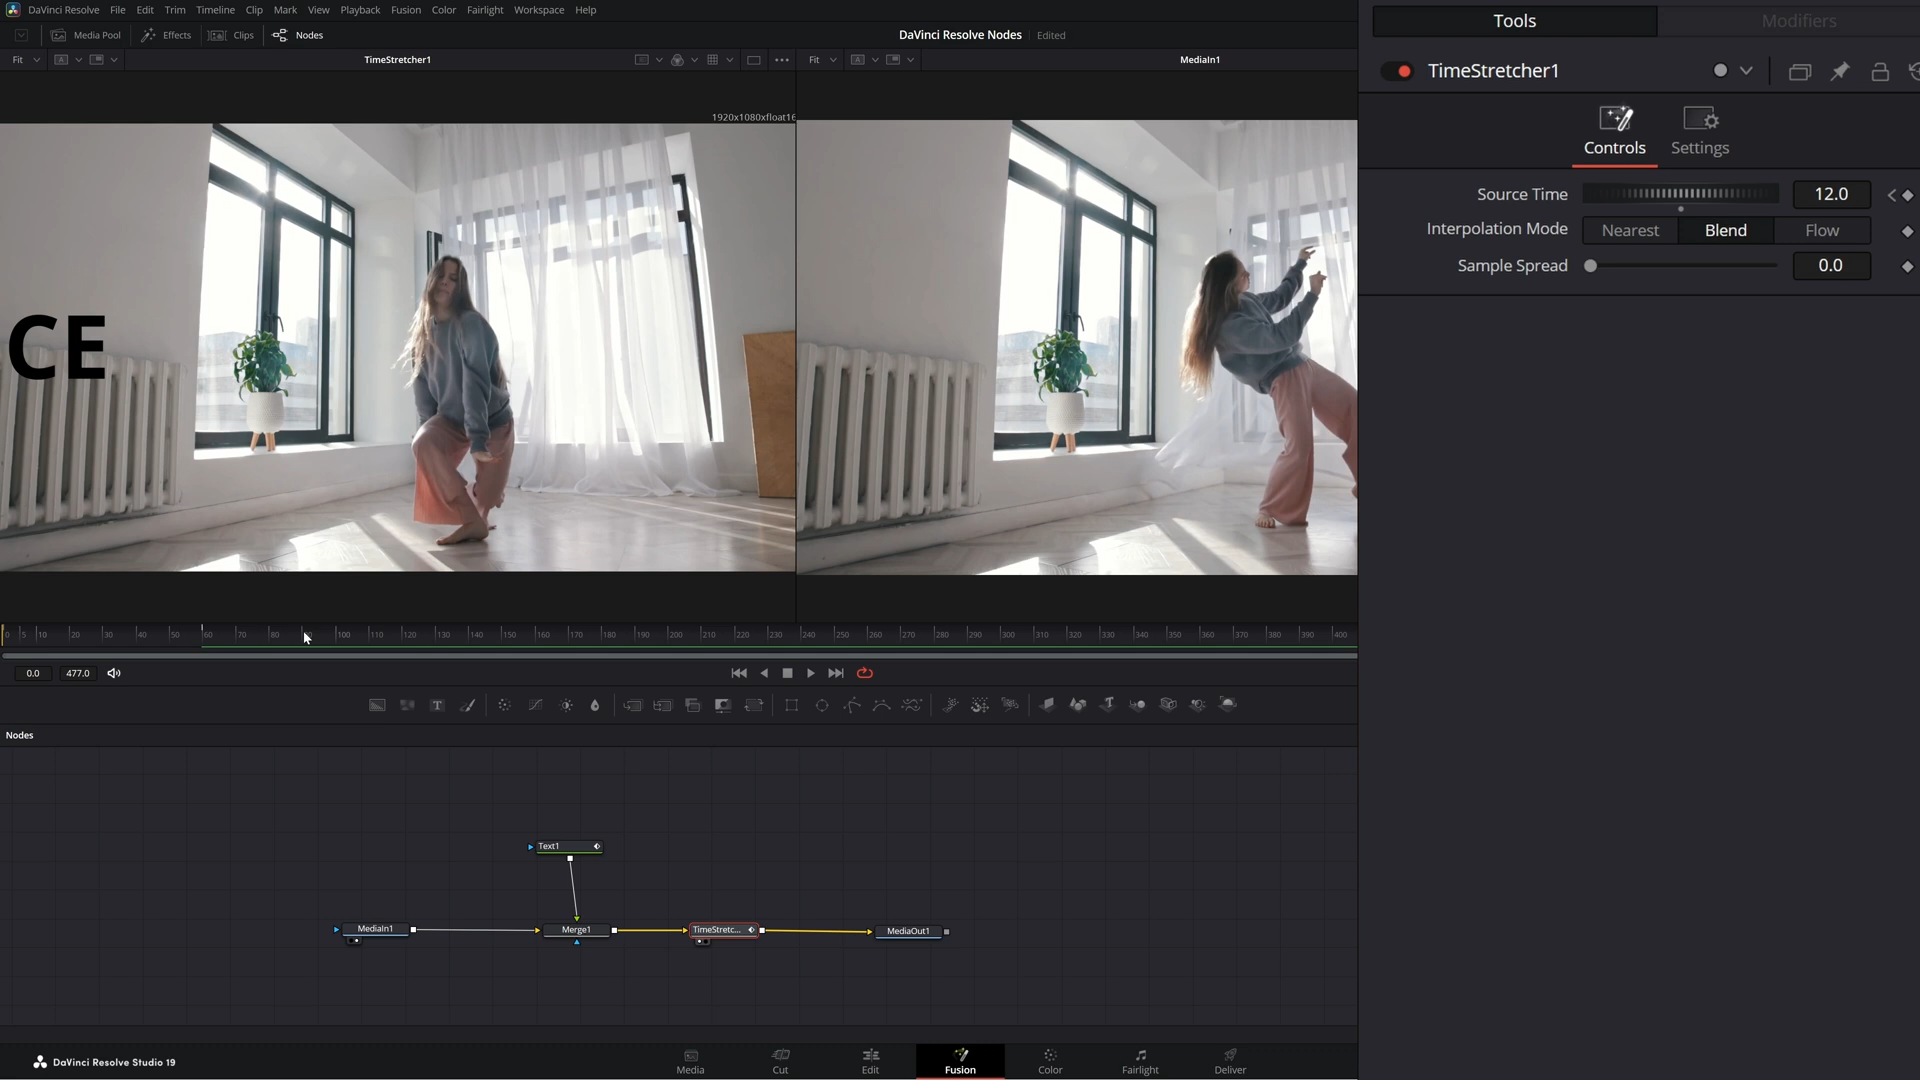 DaVinci Resolve File Edit Trim Timeline Clip Mark View Playback Fusion Color Fairlight Workspace Help
Media Pool Effects Clips Nodes
DaVinci Resolve Nodes Edited
Fit TimeStretcher1
Fit MediaIn1
1920x1080xfloat16
CE
0 5 10 20 30 40 50 60 70 80 100 110 120 130 140 150 160 170 180 190 200 210 220 230 240 250 260 270 280 290 300 310 320 330 340 350 360 370 380 390 400
0.0 477.0
Nodes
Text1
MediaIn1
Merge1
TimeStretc...
MediaOut1
DaVinci Resolve Studio 19
Media Cut Edit Fusion Color Fairlight Deliver
Tools Modifiers
TimeStretcher1
Controls Settings
Source Time 12.0
Interpolation Mode Nearest Blend Flow
Sample Spread 0.0